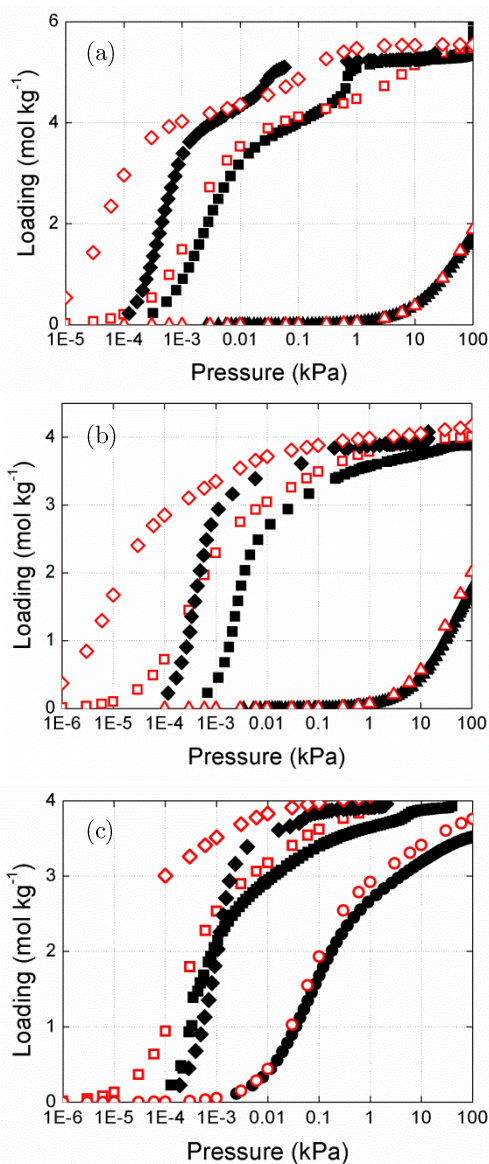 (a)
Loading (mol kg⁻¹)
6
4
2
0
1E-5 1E-4 1E-3 0.01 0.1 1 10 100
Pressure (kPa)
(b)
Loading (mol kg⁻¹)
4
3
2
1
0
1E-6 1E-5 1E-4 1E-3 0.01 0.1 1 10 100
Pressure (kPa)
(c)
Loading (mol kg⁻¹)
4
3
2
1
0
1E-6 1E-5 1E-4 1E-3 0.01 0.1 1 10 100
Pressure (kPa)